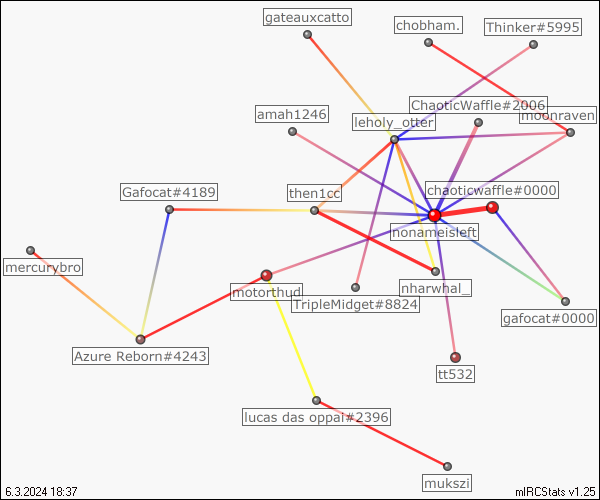 gateauxcatto
chobham.
Thinker#5995
ChaoticWaffle#2006
amah1246
leholy_otter
moonraven
Gafocat#4189
then1cc
chaoticwaffle#0000
nonameisleft
mercurybro
motorthud
nharwhal_
TripleMidget#8824
gafocat#0000
Azure Reborn#4243
tt532
lucas das oppai#2396
mukszi
6.3.2024 18:37
mIRCStats v1.25